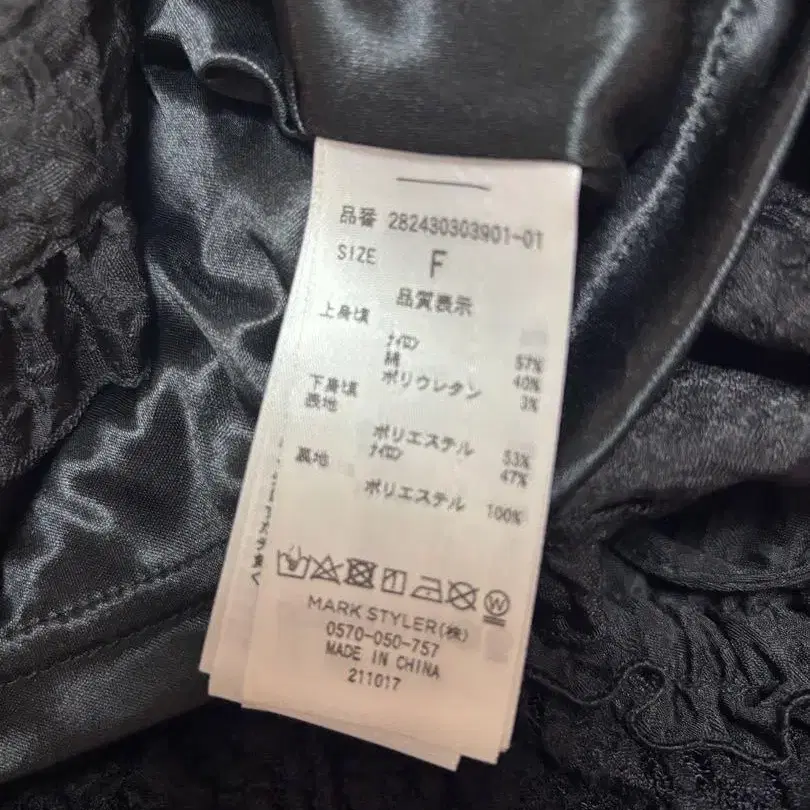 品番 282430303901-01
SIZE F
品質表示
上身頃
ナイロン 57%
綿 40%
ポリウレタン 3%
下身頃
表地
ポリエステル 53%
ナイロン 47%
裏地
ポリエステル 100%
W
MARK STYLER(株)
0570-050-757
MADE IN CHINA
211017